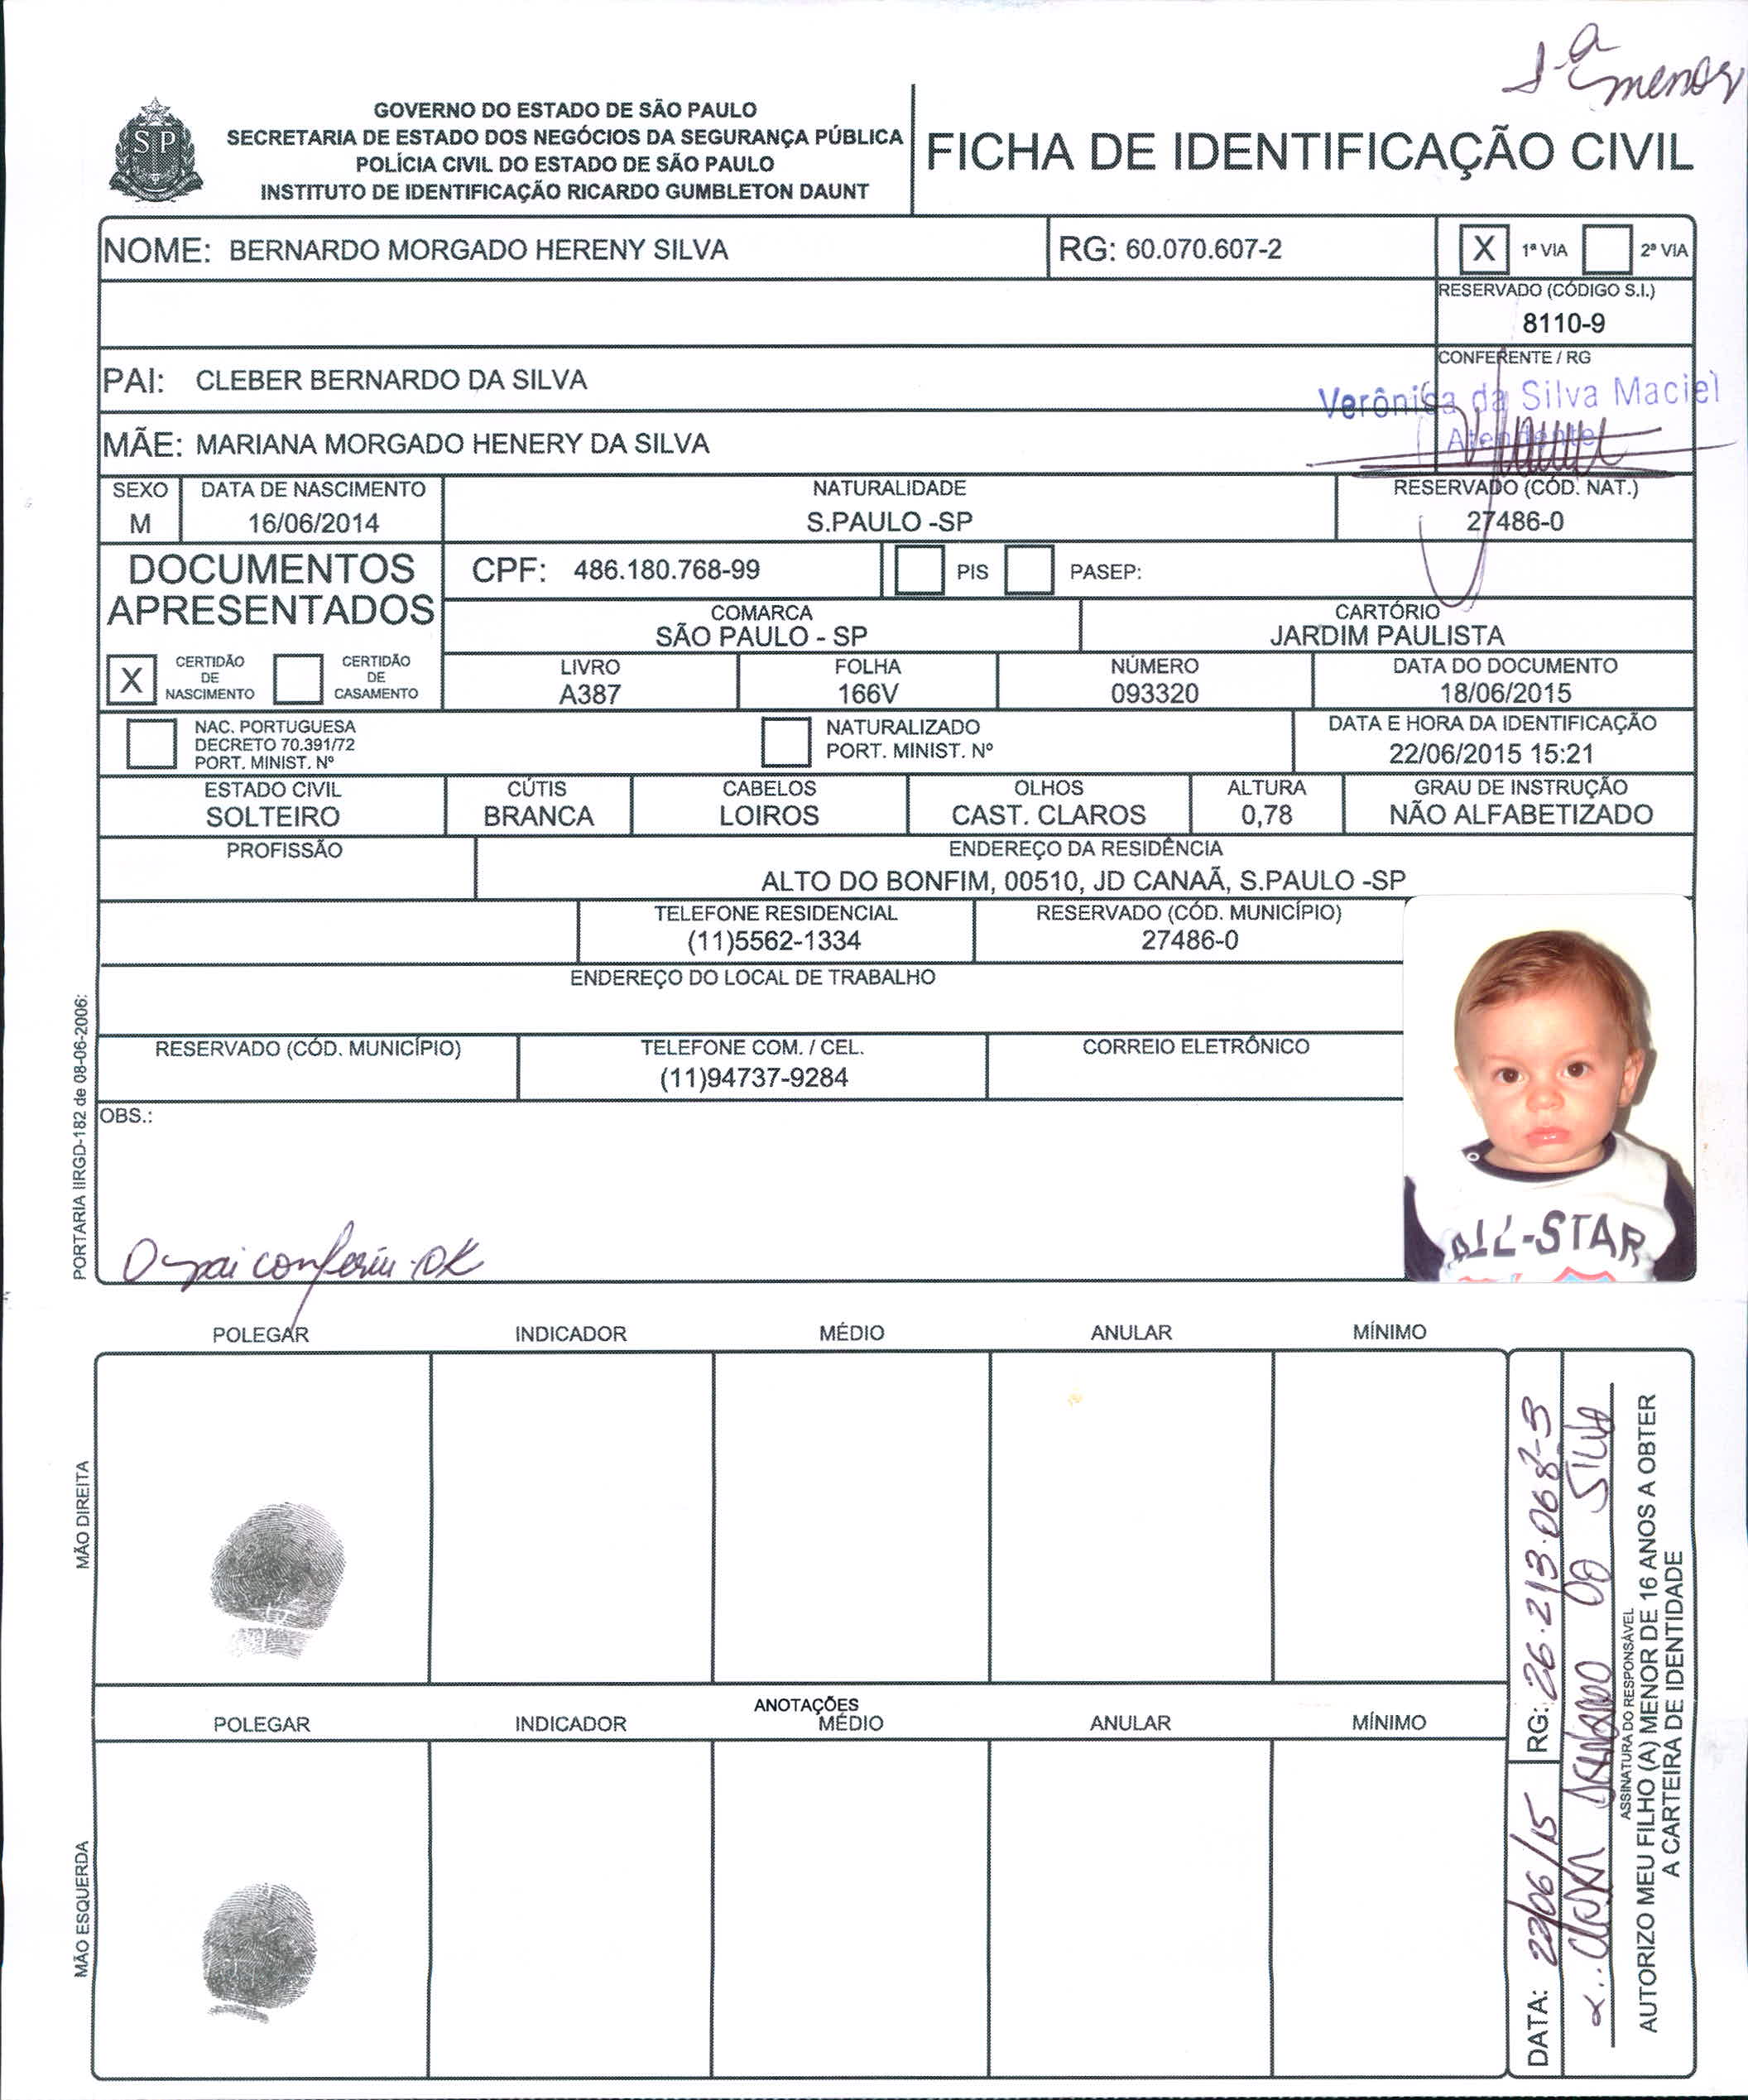 1ª menor
GOVERNO DO ESTADO DE SÃO PAULO
SECRETARIA DE ESTADO DOS NEGÓCIOS DA SEGURANÇA PÚBLICA
POLÍCIA CIVIL DO ESTADO DE SÃO PAULO
INSTITUTO DE IDENTIFICAÇÃO RICARDO GUMBLETON DAUNT
SP
FICHA DE IDENTIFICAÇÃO CIVIL
NOME: BERNARDO MORGADO HERENY SILVA
RG: 60.070.607-2
X 1ª VIA 2ª VIA
RESERVADO (CÓDIGO S.I.)
8110-9
PAI: CLEBER BERNARDO DA SILVA
CONFERENTE / RG
Verônica da Silva Maciel
Atendente
MÃE: MARIANA MORGADO HENERY DA SILVA
SEXO DATA DE NASCIMENTO NATURALIDADE RESERVADO (CÓD. NAT.)
M 16/06/2014 S.PAULO -SP 27486-0
DOCUMENTOS
APRESENTADOS
CPF: 486.180.768-99 PIS PASEP:
COMARCA CARTÓRIO
SÃO PAULO - SP JARDIM PAULISTA
X CERTIDÃO DE NASCIMENTO CERTIDÃO DE CASAMENTO
LIVRO FOLHA NÚMERO DATA DO DOCUMENTO
A387 166V 093320 18/06/2015
NAC. PORTUGUESA
DECRETO 70.391/72
PORT. MINIST. Nº
NATURALIZADO
PORT. MINIST. Nº
DATA E HORA DA IDENTIFICAÇÃO
22/06/2015 15:21
ESTADO CIVIL CÚTIS CABELOS OLHOS ALTURA GRAU DE INSTRUÇÃO
SOLTEIRO BRANCA LOIROS CAST. CLAROS 0,78 NÃO ALFABETIZADO
PROFISSÃO ENDEREÇO DA RESIDÊNCIA
ALTO DO BONFIM, 00510, JD CANAÃ, S.PAULO -SP
TELEFONE RESIDENCIAL RESERVADO (CÓD. MUNICÍPIO)
(11)5562-1334 27486-0
ENDEREÇO DO LOCAL DE TRABALHO
RESERVADO (CÓD. MUNICÍPIO) TELEFONE COM. / CEL. CORREIO ELETRÔNICO
(11)94737-9284
OBS.:
O pai conferiu. OK
ALL-STAR
PORTARIA IIRGD-182 de 08-06-2006:
POLEGAR INDICADOR MÉDIO ANULAR MÍNIMO
MÃO DIREITA
ANOTAÇÕES
POLEGAR INDICADOR MÉDIO ANULAR MÍNIMO
MÃO ESQUERDA
DATA: 22/06/15 RG: 26.213.068-3
BERNARDO DA SILVA
ASSINATURA DO RESPONSÁVEL
AUTORIZO MEU FILHO (A) MENOR DE 16 ANOS A OBTER
A CARTEIRA DE IDENTIDADE